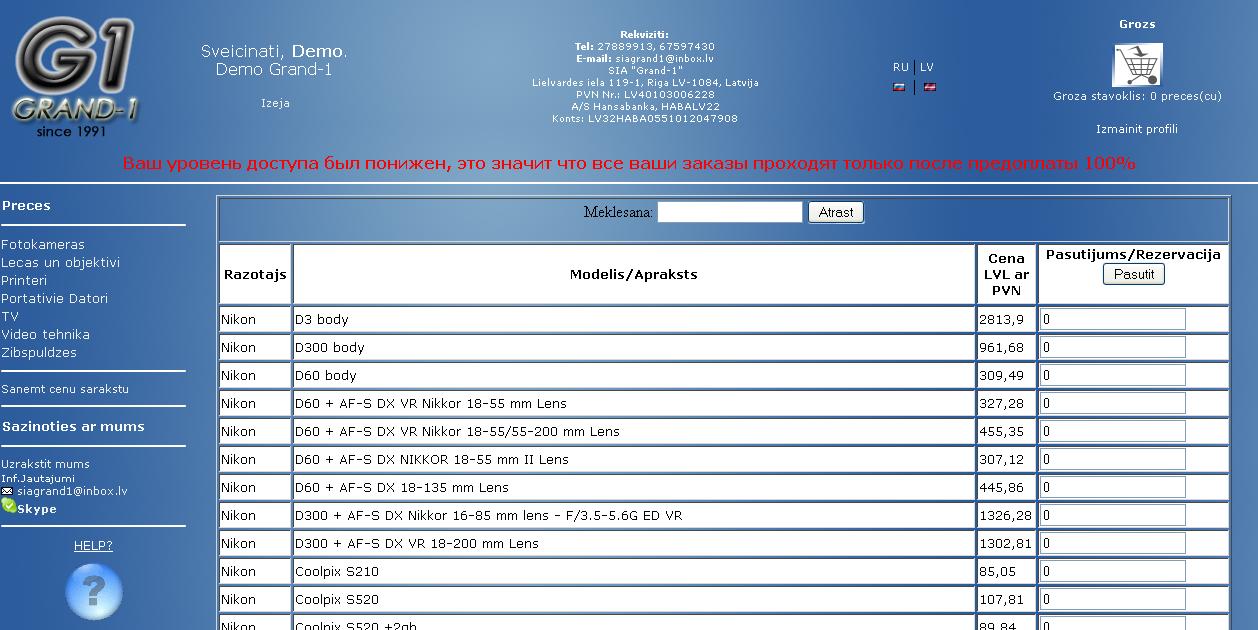 G1
GRAND-1
since 1991
Sveicinati, Demo.
Demo Grand-1
Izeja
Rekviziti:
Tel: 27889913, 67597430
E-mail: siagrand1@inbox.lv
SIA "Grand-1"
Lielvardes iela 119-1, Riga LV-1084, Latvija
PVN Nr.: LV40103006228
A/S Hansabanka, HABALV22
Konts: LV32HABA0551012047908
RU LV
Grozs
Groza stavoklis: 0 preces(cu)
Izmainit profili
Ваш уровень доступа был понижен, это значит что все ваши заказы проходят только после предоплаты 100%
Preces
Fotokameras
Lecas un objektivi
Printeri
Portativie Datori
TV
Video tehnika
Zibspuldzes
Sanemt cenu sarakstu
Sazinoties ar mums
Uzrakstit mums
Inf.Jautajumi
siagrand1@inbox.lv
Skype
HELP?
?
Meklesana: Atrast
Razotajs Modelis/Apraksts Cena LVL ar PVN Pasutijums/Rezervacija Pasutit
Nikon D3 body 2813,9 0
Nikon D300 body 961,68 0
Nikon D60 body 309,49 0
Nikon D60 + AF-S DX VR Nikkor 18-55 mm Lens 327,28 0
Nikon D60 + AF-S DX VR Nikkor 18-55/55-200 mm Lens 455,35 0
Nikon D60 + AF-S DX NIKKOR 18-55 mm II Lens 307,12 0
Nikon D60 + AF-S DX 18-135 mm Lens 445,86 0
Nikon D300 + AF-S DX Nikkor 16-85 mm lens - F/3.5-5.6G ED VR 1326,28 0
Nikon D300 + AF-S DX VR 18-200 mm Lens 1302,81 0
Nikon Coolpix S210 85,05 0
Nikon Coolpix S520 107,81 0
Nikon Coolpix S520 +2gb 89,84 0